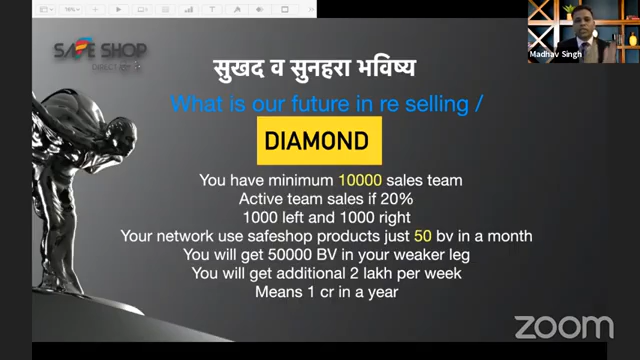 SAFE SHOP
सुखद व सुनहरा भविष्य
What is our future in re selling /
DIAMOND
You have minimum 10000 sales team
Active team sales if 20%
1000 left and 1000 right
Your network use safeshop products just 50 bv in a month
You will get 50000 BV in your weaker leg
You will get additional 2 lakh per week
Means 1 cr in a year
Madhav Singh
zoom